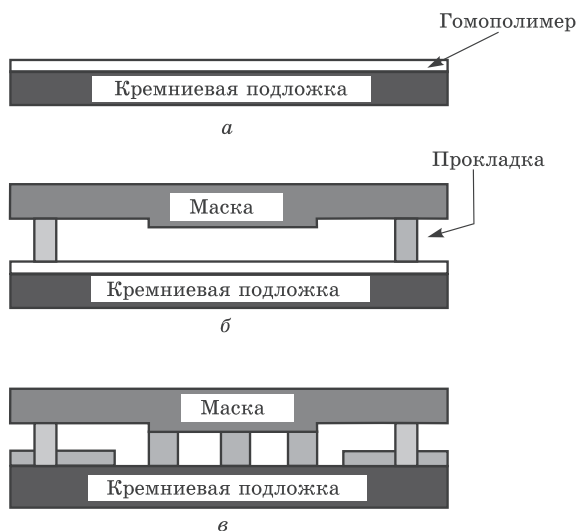 Гомополимер
Кремниевая подложка
а
Прокладка
Маска
Кремниевая подложка
б
Маска
Кремниевая подложка
в